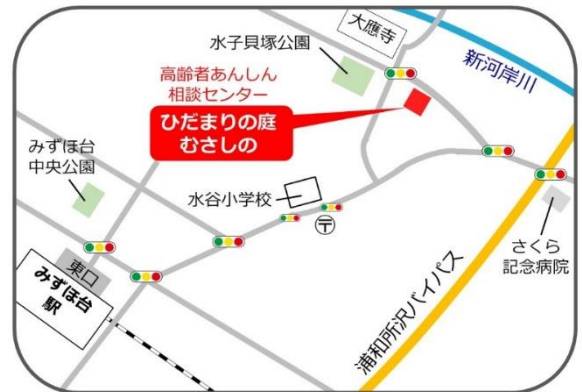 大應寺
水子貝塚公園
新河岸川
高齢者あんしん
相談センター
ひだまりの庭
むさしの
みずほ台
中央公園
水谷小学校
〒
さくら
記念病院
東口
みずほ台
駅
浦和所沢バイパス